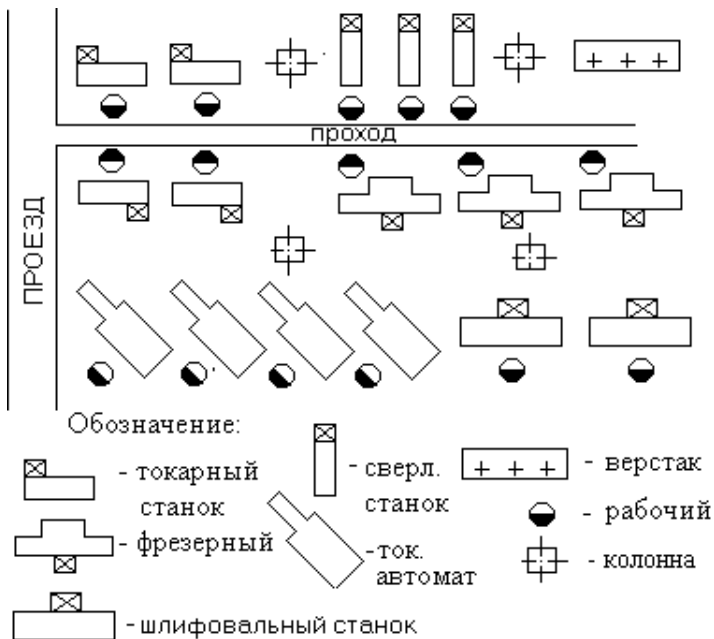 проход
ПРОЕЗД
Обозначение:
- токарный
станок
- сверл.
станок
- верстак
- рабочий
- фрезерный
-ток.
автомат
- колонна
- шлифовальный станок